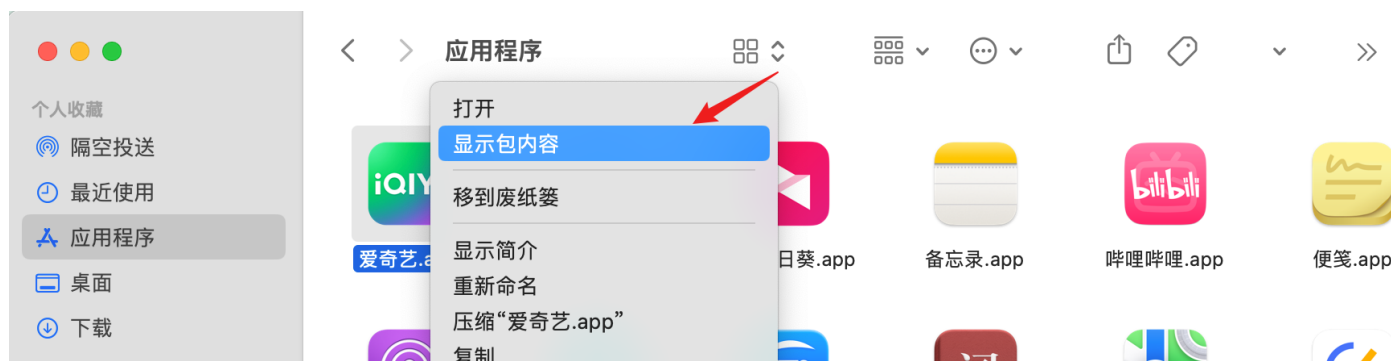 应用程序
个人收藏
隔空投送
最近使用
应用程序
桌面
下载
打开
显示包内容
移到废纸篓
显示简介
重新命名
压缩“爱奇艺.app”
复制
iQIY
爱奇艺.a
日葵.app
备忘录.app
bilibili
哔哩哔哩.app
便笺.app